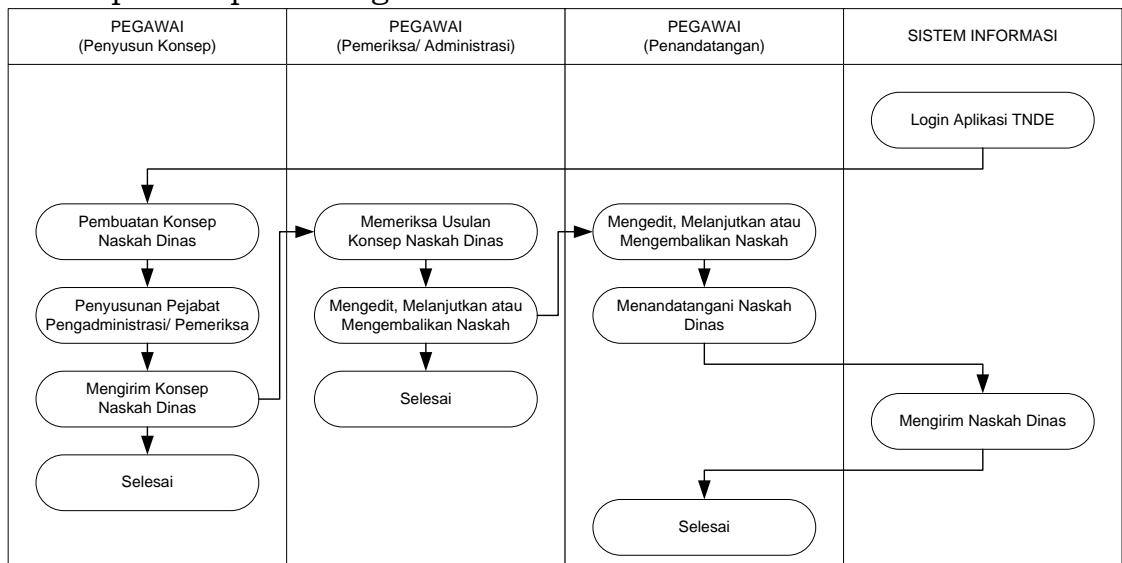 PEGAWAI
(Penyusun Konsep)
PEGAWAI
(Pemeriksa/ Administrasi)
PEGAWAI
(Penandatangan)
SISTEM INFORMASI
Login Aplikasi TNDE
Pembuatan Konsep
Naskah Dinas
Memeriksa Usulan
Konsep Naskah Dinas
Mengedit, Melanjutkan atau
Mengembalikan Naskah
Penyusunan Pejabat
Pengadministrasi/ Pemeriksa
Mengedit, Melanjutkan atau
Mengembalikan Naskah
Menandatangani Naskah
Dinas
Mengirim Konsep
Naskah Dinas
Selesai
Mengirim Naskah Dinas
Selesai
Selesai